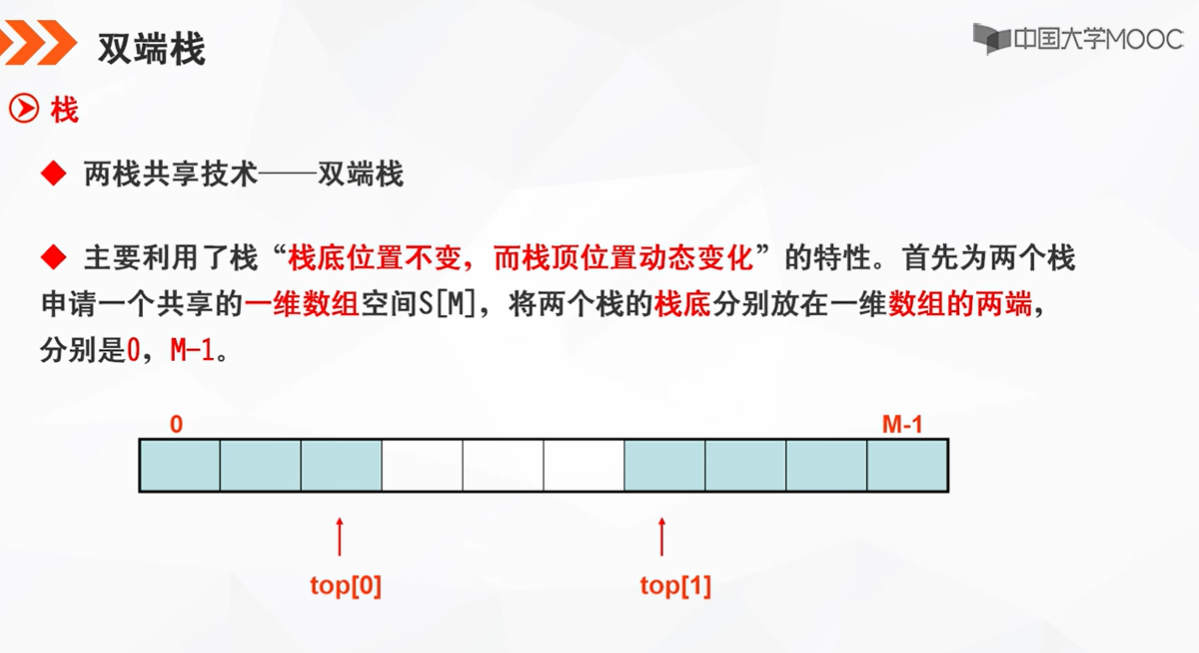 双端栈
中国大学MOOC
栈
两栈共享技术——双端栈
主要利用了栈“栈底位置不变，而栈顶位置动态变化”的特性。首先为两个栈
申请一个共享的一维数组空间S[M]，将两个栈的栈底分别放在一维数组的两端，
分别是0，M-1。
0
M-1
top[0]
top[1]